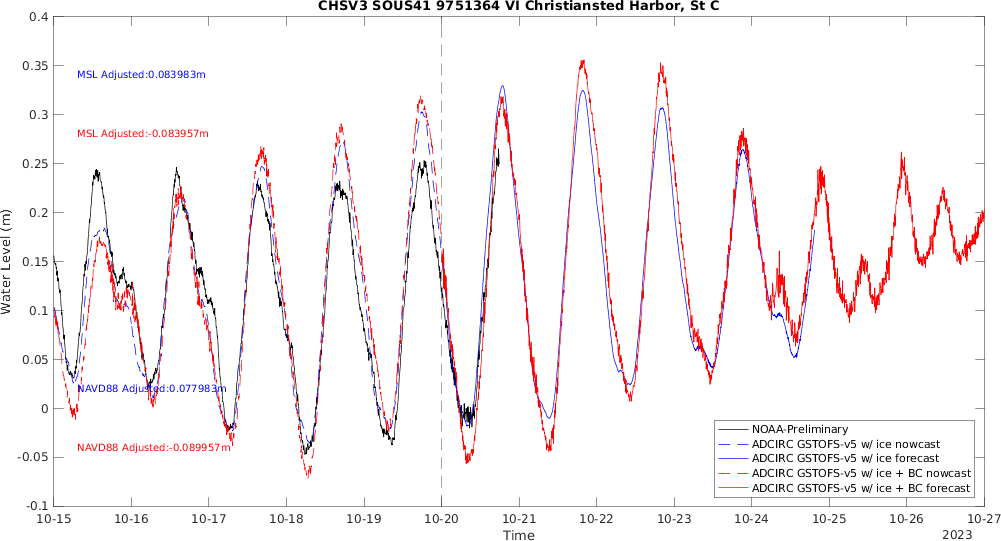 CHSV3 SOUS41 9751364 VI Christiansted Harbor, St C
0.4
0.35
0.3
0.25
0.2
0.15
0.1
0.05
0
-0.05
-0.1
Water Level (m)
MSL Adjusted:0.083983m
MSL Adjusted:-0.083957m
NAVD88 Adjusted:0.077983m
NAVD88 Adjusted:-0.089957m
NOAA-Preliminary
ADCIRC GSTOFS-v5 w/ ice nowcast
ADCIRC GSTOFS-v5 w/ ice forecast
ADCIRC GSTOFS-v5 w/ ice + BC nowcast
ADCIRC GSTOFS-v5 w/ ice + BC forecast
10-15 10-16 10-17 10-18 10-19 10-20 10-21 10-22 10-23 10-24 10-25 10-26 10-27
Time
2023